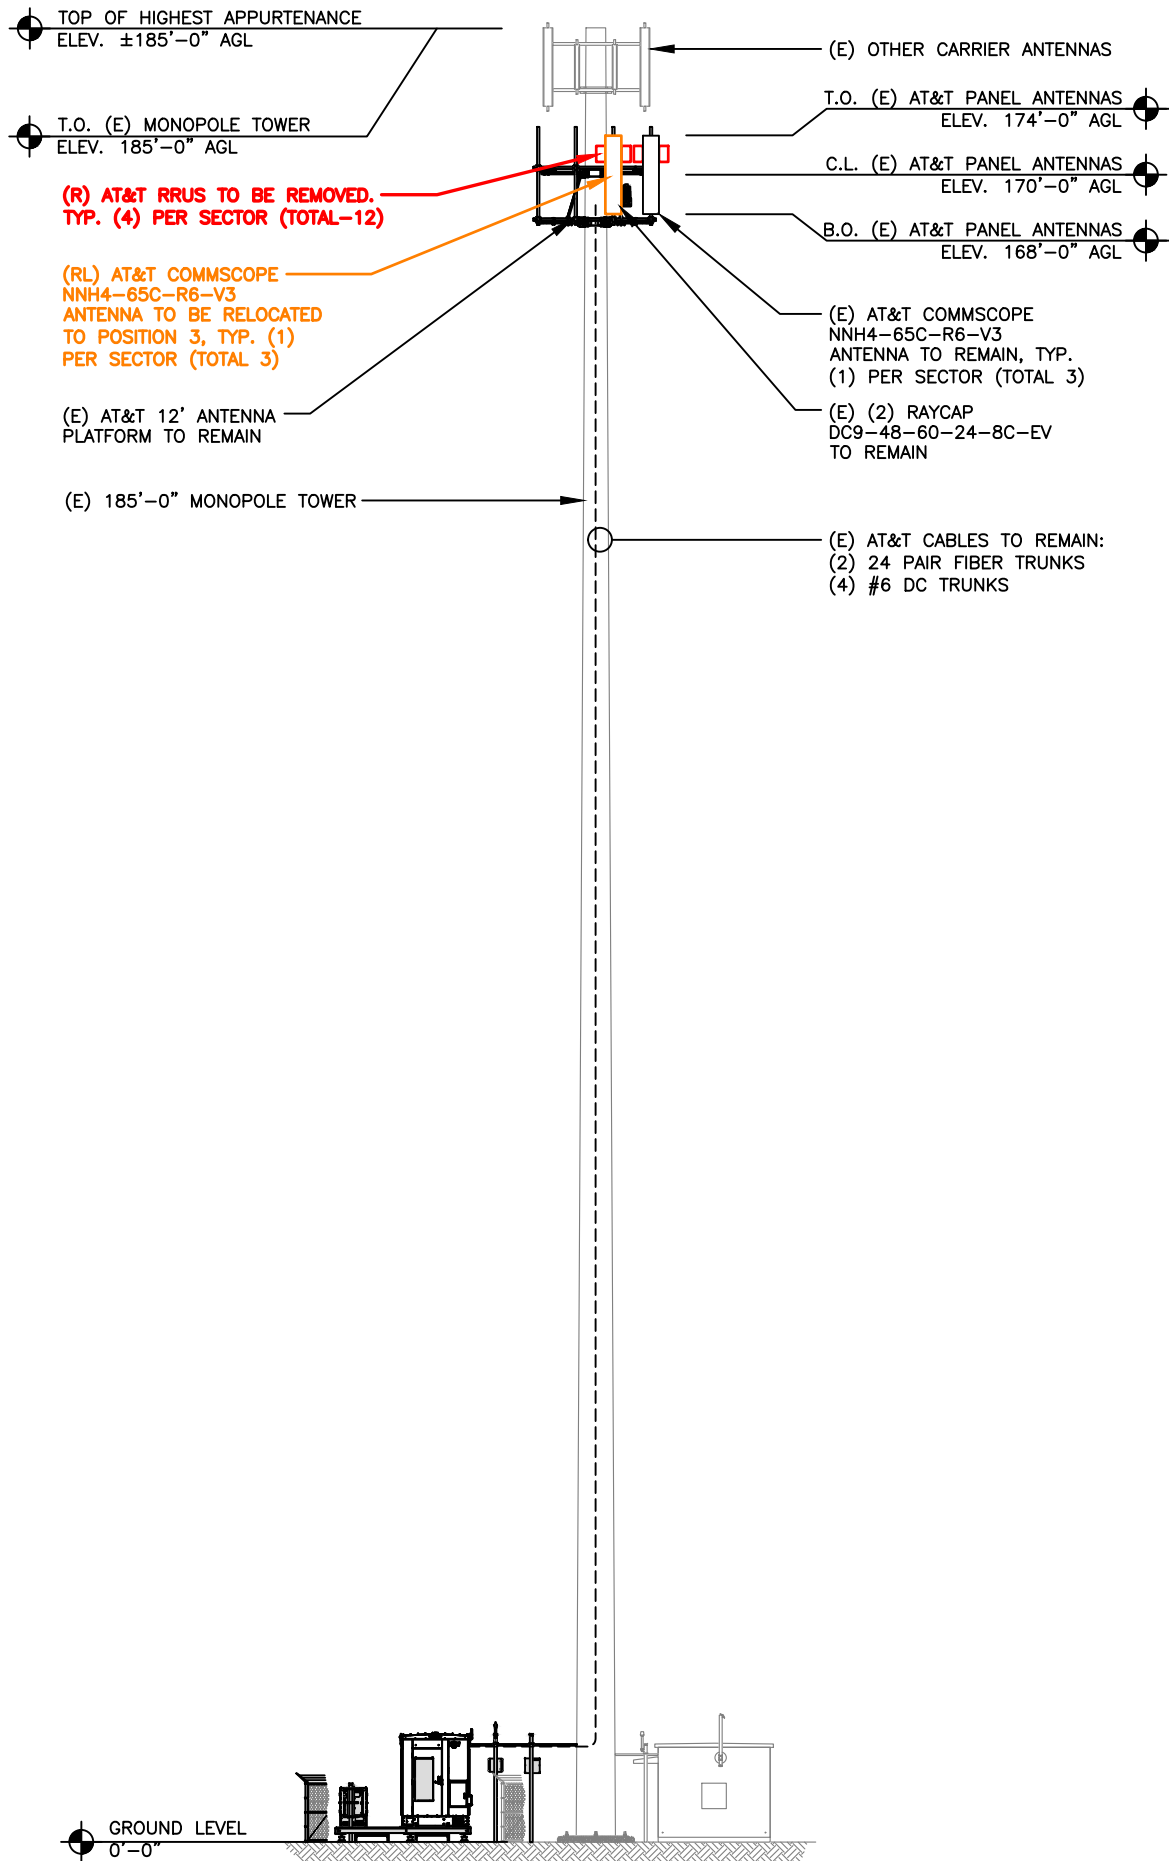 TOP OF HIGHEST APPURTENANCE
ELEV. ±185'-0" AGL
T.O. (E) MONOPOLE TOWER
ELEV. 185'-0" AGL
(R) AT&T RRUS TO BE REMOVED.
TYP. (4) PER SECTOR (TOTAL-12)
(RL) AT&T COMMSCOPE
NNH4-65C-R6-V3
ANTENNA TO BE RELOCATED
TO POSITION 3, TYP. (1)
PER SECTOR (TOTAL 3)
(E) AT&T 12' ANTENNA
PLATFORM TO REMAIN
(E) 185'-0" MONOPOLE TOWER
(E) OTHER CARRIER ANTENNAS
T.O. (E) AT&T PANEL ANTENNAS
ELEV. 174'-0" AGL
C.L. (E) AT&T PANEL ANTENNAS
ELEV. 170'-0" AGL
B.O. (E) AT&T PANEL ANTENNAS
ELEV. 168'-0" AGL
(E) AT&T COMMSCOPE
NNH4-65C-R6-V3
ANTENNA TO REMAIN, TYP.
(1) PER SECTOR (TOTAL 3)
(E) (2) RAYCAP
DC9-48-60-24-8C-EV
TO REMAIN
(E) AT&T CABLES TO REMAIN:
(2) 24 PAIR FIBER TRUNKS
(4) #6 DC TRUNKS
GROUND LEVEL
0'-0"